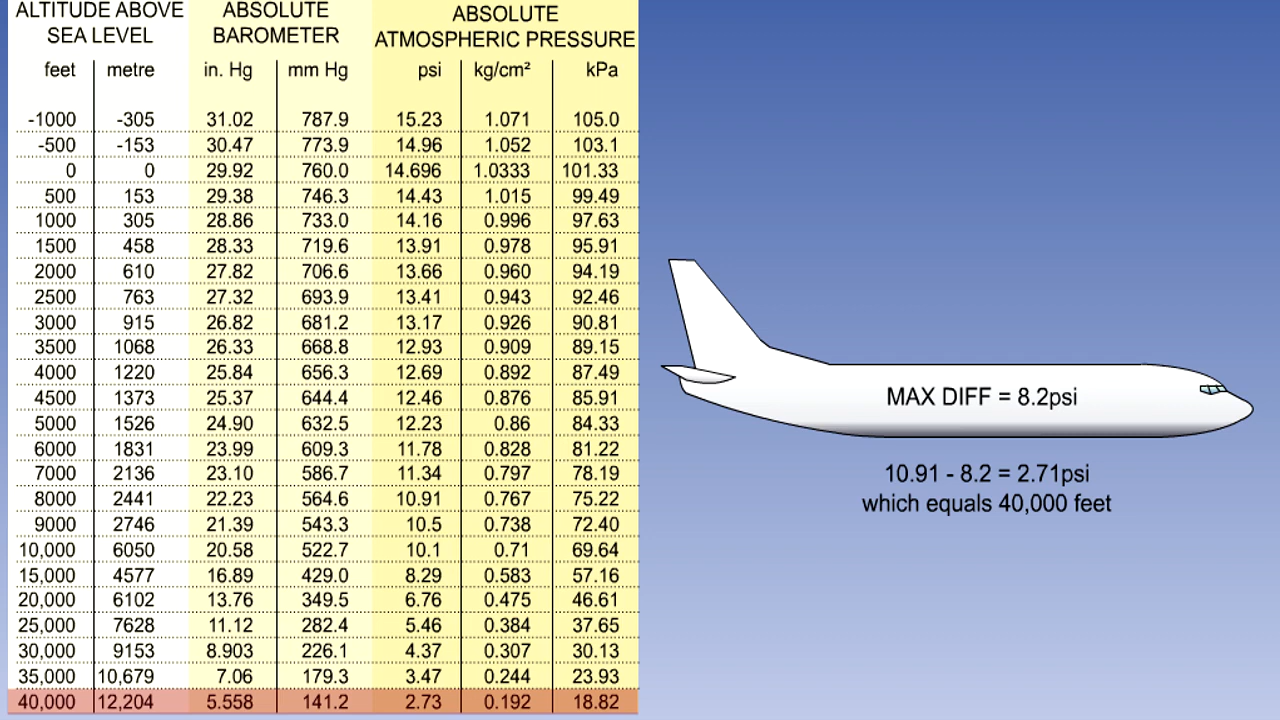 ALTITUDE ABOVE SEA LEVEL ABSOLUTE BAROMETER ABSOLUTE ATMOSPHERIC PRESSURE
feet metre in. Hg mm Hg psi kg/cm² kPa
-1000 -305 31.02 787.9 15.23 1.071 105.0
-500 -153 30.47 773.9 14.96 1.052 103.1
0 0 29.92 760.0 14.696 1.0333 101.33
500 153 29.38 746.3 14.43 1.015 99.49
1000 305 28.86 733.0 14.16 0.996 97.63
1500 458 28.33 719.6 13.91 0.978 95.91
2000 610 27.82 706.6 13.66 0.960 94.19
2500 763 27.32 693.9 13.41 0.943 92.46
3000 915 26.82 681.2 13.17 0.926 90.81
3500 1068 26.33 668.8 12.93 0.909 89.15
4000 1220 25.84 656.3 12.69 0.892 87.49
4500 1373 25.37 644.4 12.46 0.876 85.91
5000 1526 24.90 632.5 12.23 0.86 84.33
6000 1831 23.99 609.3 11.78 0.828 81.22
7000 2136 23.10 586.7 11.34 0.797 78.19
8000 2441 22.23 564.6 10.91 0.767 75.22
9000 2746 21.39 543.3 10.5 0.738 72.40
10,000 6050 20.58 522.7 10.1 0.71 69.64
15,000 4577 16.89 429.0 8.29 0.583 57.16
20,000 6102 13.76 349.5 6.76 0.475 46.61
25,000 7628 11.12 282.4 5.46 0.384 37.65
30,000 9153 8.903 226.1 4.37 0.307 30.13
35,000 10,679 7.06 179.3 3.47 0.244 23.93
40,000 12,204 5.558 141.2 2.73 0.192 18.82
MAX DIFF = 8.2psi
10.91 - 8.2 = 2.71psi
which equals 40,000 feet